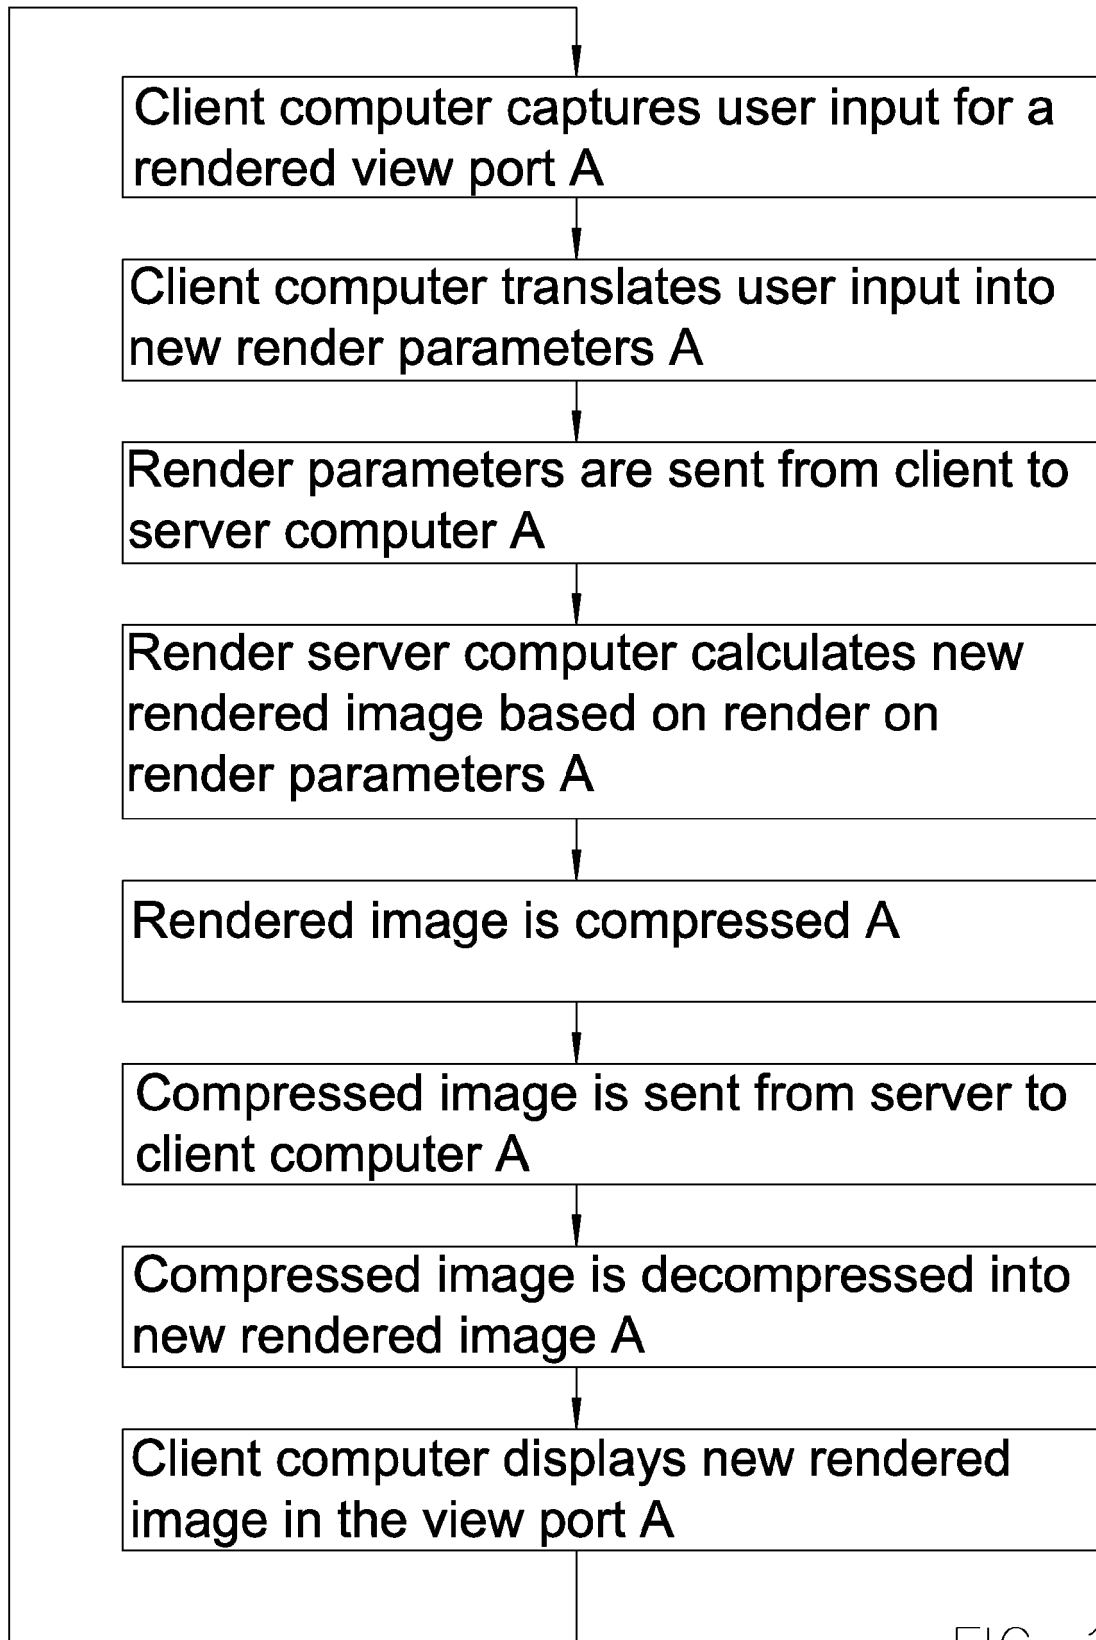 Client computer captures user input for a
rendered view port A
Client computer translates user input into
new render parameters A
Render parameters are sent from client to
server computer A
Render server computer calculates new
rendered image based on render on
render parameters A
Rendered image is compressed A
Compressed image is sent from server to
client computer A
Compressed image is decompressed into
new rendered image A
Client computer displays new rendered
image in the view port A
FIG. 1